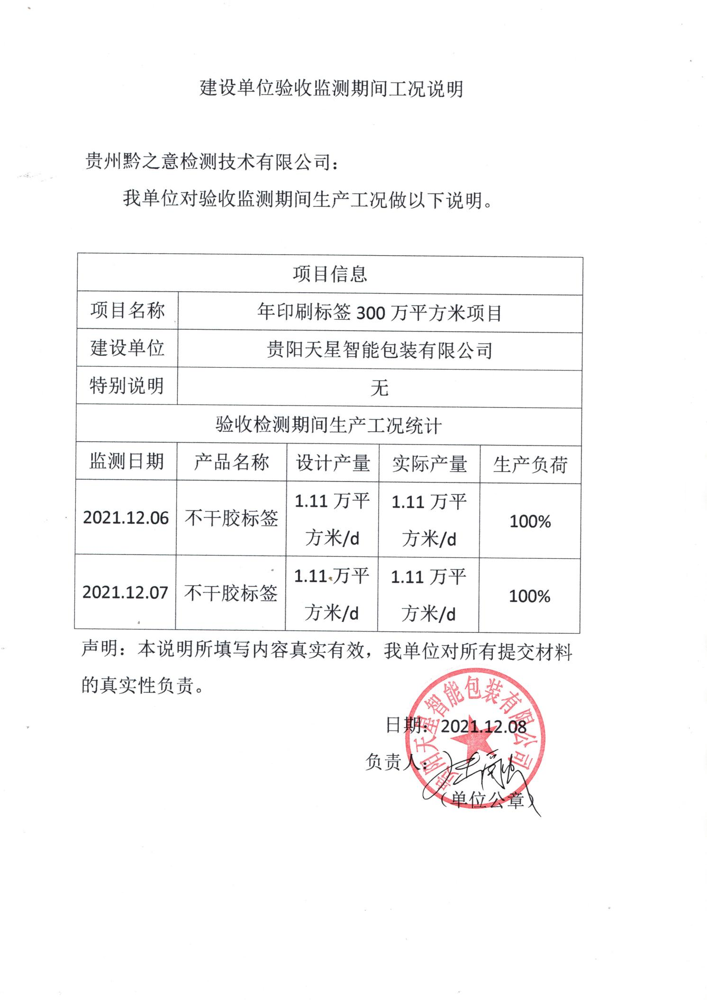 建设单位验收监测期间工况说明
贵州黔之意检测技术有限公司：
我单位对验收监测期间生产工况做以下说明。
项目信息
项目名称 年印刷标签 300 万平方米项目
建设单位 贵阳天星智能包装有限公司
特别说明 无
验收检测期间生产工况统计
监测日期 产品名称 设计产量 实际产量 生产负荷
2021.12.06 不干胶标签 1.11 万平方米/d 1.11 万平方米/d 100%
2021.12.07 不干胶标签 1.11 万平方米/d 1.11 万平方米/d 100%
声明：本说明所填写内容真实有效，我单位对所有提交材料
的真实性负责。
贵阳天星智能包装有限公司
日期：2021.12.08
负责人：
（单位公章）